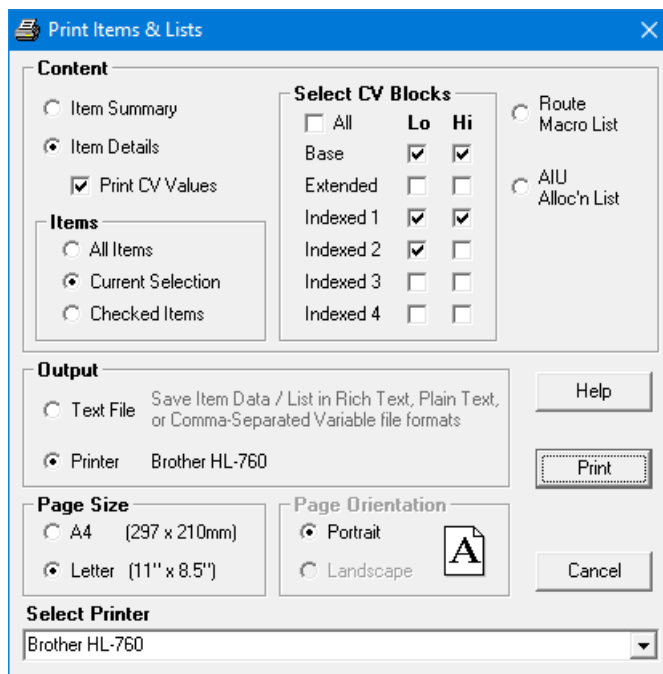 Print Items & Lists
Content
Item Summary
Item Details
Print CV Values
Items
All Items
Current Selection
Checked Items
Select CV Blocks
All Lo Hi
Base
Extended
Indexed 1
Indexed 2
Indexed 3
Indexed 4
Route
Macro List
AIU
Alloc'n List
Output
Text File
Save Item Data / List in Rich Text, Plain Text,
or Comma-Separated Variable file formats
Printer Brother HL-760
Help
Print
Page Size
A4 (297 x 210mm)
Letter (11" x 8.5")
Page Orientation
Portrait
Landscape
A
Cancel
Select Printer
Brother HL-760